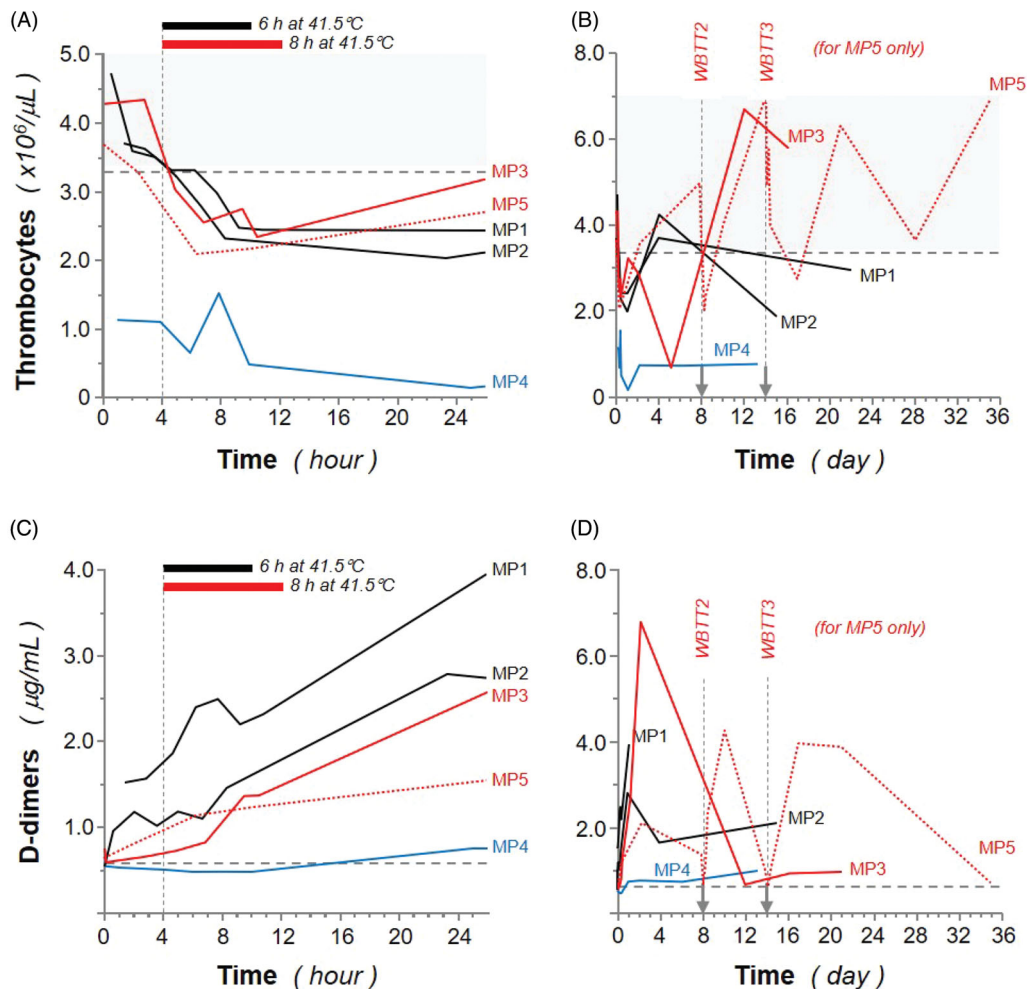 (A)
6 h at 41.5°C
8 h at 41.5°C
5.0
4.0
3.0
2.0
1.0
0
Thrombocytes ( x10⁶/µL )
MP3
MP5
MP1
MP2
MP4
0 4 8 12 16 20 24
Time ( hour )
(B)
WBTT2
WBTT3
(for MP5 only)
8.0
6.0
4.0
2.0
0
MP5
MP3
MP1
MP2
MP4
0 4 8 12 16 20 24 28 32 36
Time ( day )
(C)
6 h at 41.5°C
8 h at 41.5°C
4.0
3.0
2.0
1.0
D-dimers ( µg/mL )
MP1
MP2
MP3
MP5
MP4
0 4 8 12 16 20 24
Time ( hour )
(D)
WBTT2
WBTT3
(for MP5 only)
8.0
6.0
4.0
2.0
MP1
MP2
MP5
MP4
MP3
0 4 8 12 16 20 24 28 32 36
Time ( day )